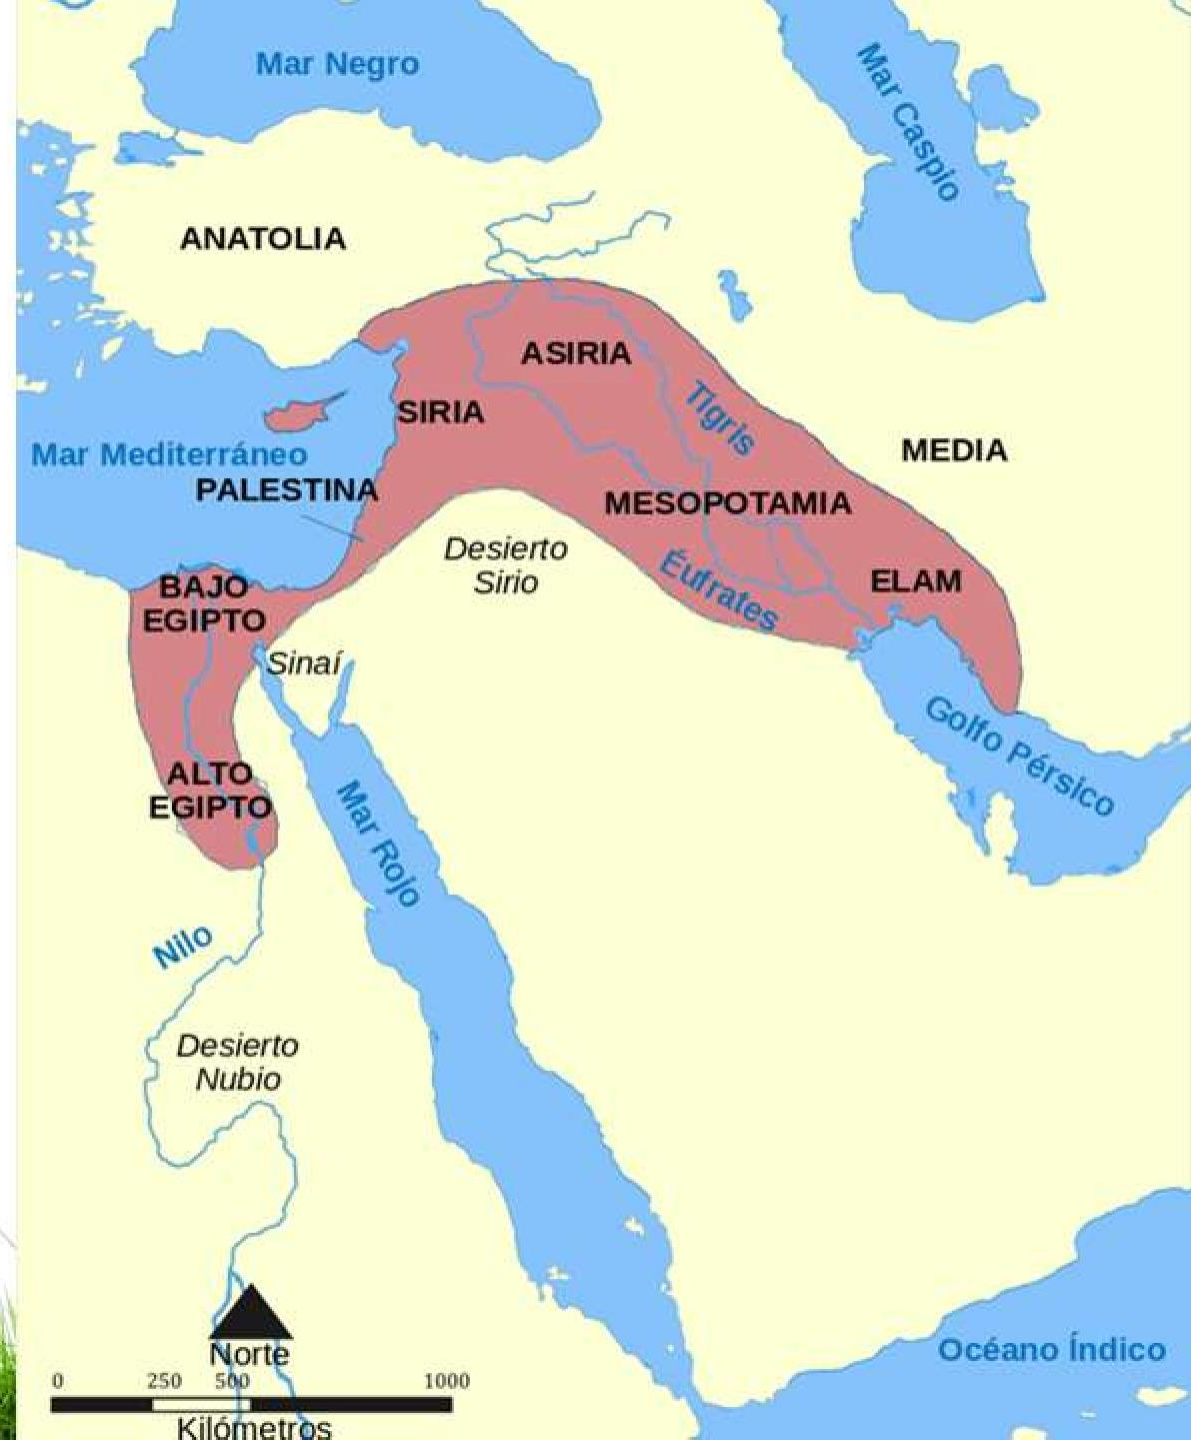 Mar Negro
Mar Caspio
ANATOLIA
ASIRIA
Tigris
SIRIA
MEDIA
Mar Mediterráneo
PALESTINA
MESOPOTAMIA
Desierto
Sirio
Éufrates
ELAM
BAJO
EGIPTO
Sinaí
Golfo Pérsico
ALTO
EGIPTO
Mar Rojo
Nilo
Desierto
Nubio
Océano Índico
Norte
0 250 500 1000
Kilómetros